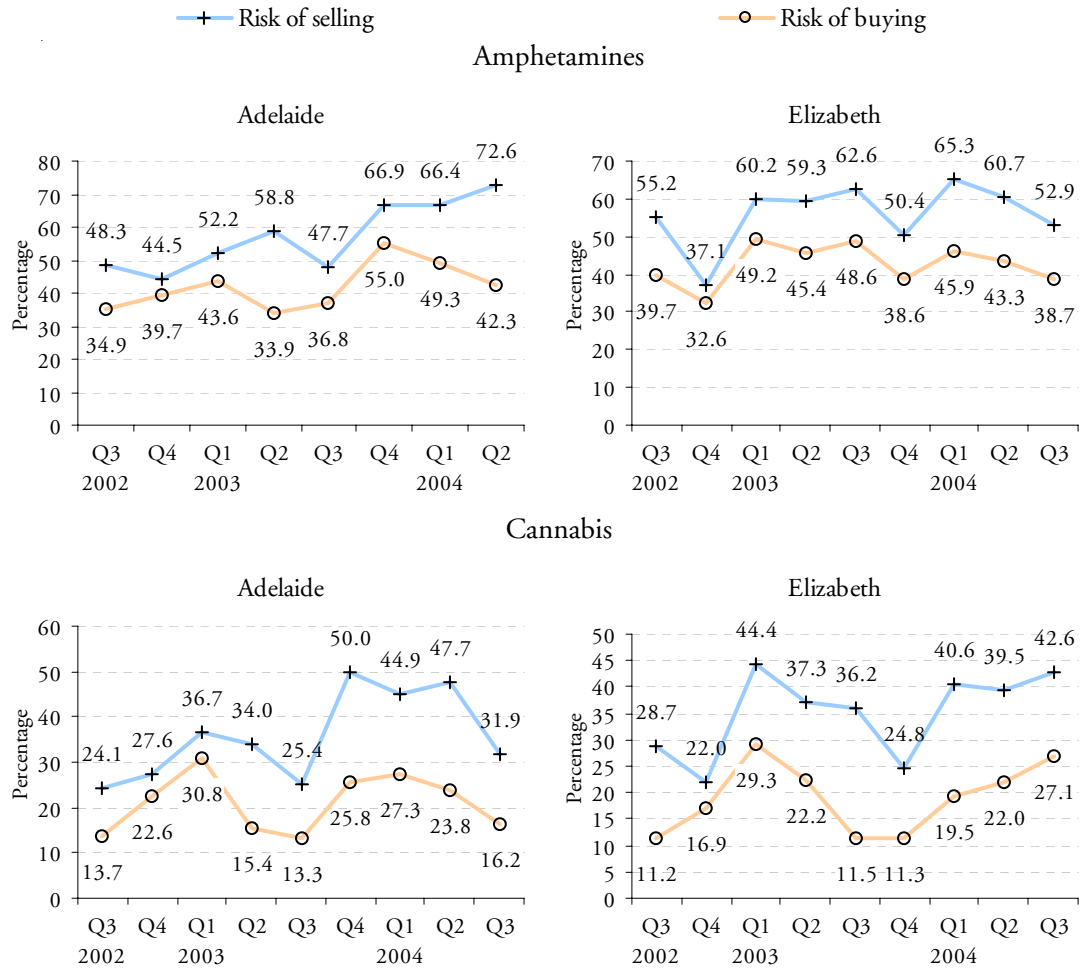 Risk of selling Risk of buying
Amphetamines
Adelaide
Percentage
80
70
60
50
40
30
20
10
0
48.3 44.5 52.2 58.8 47.7 66.9 66.4 72.6
34.9 39.7 43.6 33.9 36.8 55.0 49.3 42.3
Q3 Q4 Q1 Q2 Q3 Q4 Q1 Q2
2002 2003 2004
Elizabeth
Percentage
70
60
50
40
30
20
10
0
55.2 37.1 60.2 59.3 62.6 50.4 65.3 60.7 52.9
39.7 32.6 49.2 45.4 48.6 38.6 45.9 43.3 38.7
Q3 Q4 Q1 Q2 Q3 Q4 Q1 Q2 Q3
2002 2003 2004
Cannabis
Adelaide
Percentage
60
50
40
30
20
10
0
24.1 27.6 36.7 34.0 25.4 50.0 44.9 47.7 31.9
13.7 22.6 30.8 15.4 13.3 25.8 27.3 23.8 16.2
Q3 Q4 Q1 Q2 Q3 Q4 Q1 Q2 Q3
2002 2003 2004
Elizabeth
Percentage
50
45
40
35
30
25
20
15
10
5
0
28.7 22.0 44.4 37.3 36.2 24.8 40.6 39.5 42.6
11.2 16.9 29.3 22.2 11.5 11.3 19.5 22.0 27.1
Q3 Q4 Q1 Q2 Q3 Q4 Q1 Q2 Q3
2002 2003 2004